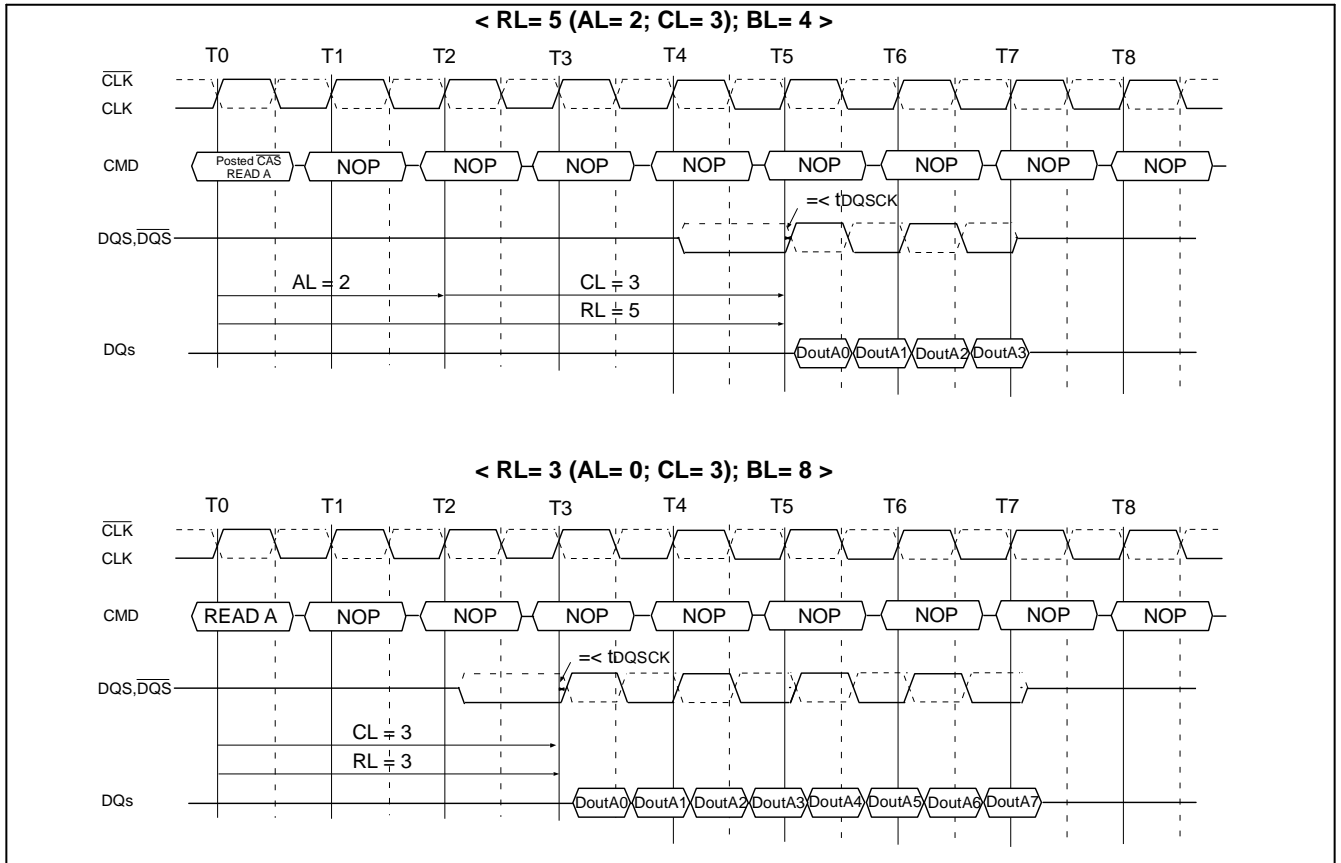 < RL= 5 (AL= 2; CL= 3); BL= 4 >
T0 T1 T2 T3 T4 T5 T6 T7 T8
CLK
CLK
CMD Posted CAS READ A NOP NOP NOP NOP NOP NOP NOP NOP
=< tDQSCK
DQS,DQS
AL = 2 CL = 3
RL = 5
DQs DoutA0 DoutA1 DoutA2 DoutA3
< RL= 3 (AL= 0; CL= 3); BL= 8 >
T0 T1 T2 T3 T4 T5 T6 T7 T8
CLK
CLK
CMD READ A NOP NOP NOP NOP NOP NOP NOP NOP
=< tDQSCK
DQS,DQS
CL = 3
RL = 3
DQs DoutA0 DoutA1 DoutA2 DoutA3 DoutA4 DoutA5 DoutA6 DoutA7